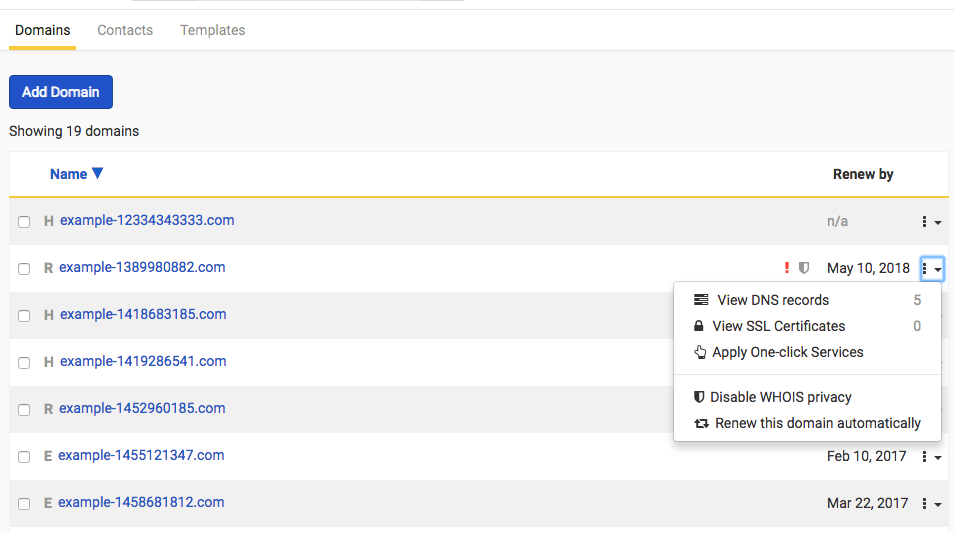 Domains Contacts Templates
Add Domain
Showing 19 domains
Name ▼ Renew by
H example-12334343333.com n/a
R example-1389980882.com ! May 10, 2018
H example-1418683185.com
View DNS records 5
View SSL Certificates 0
H example-1419286541.com
Apply One-click Services
R example-1452960185.com
Disable WHOIS privacy
Renew this domain automatically
E example-1455121347.com Feb 10, 2017
E example-1458681812.com Mar 22, 2017